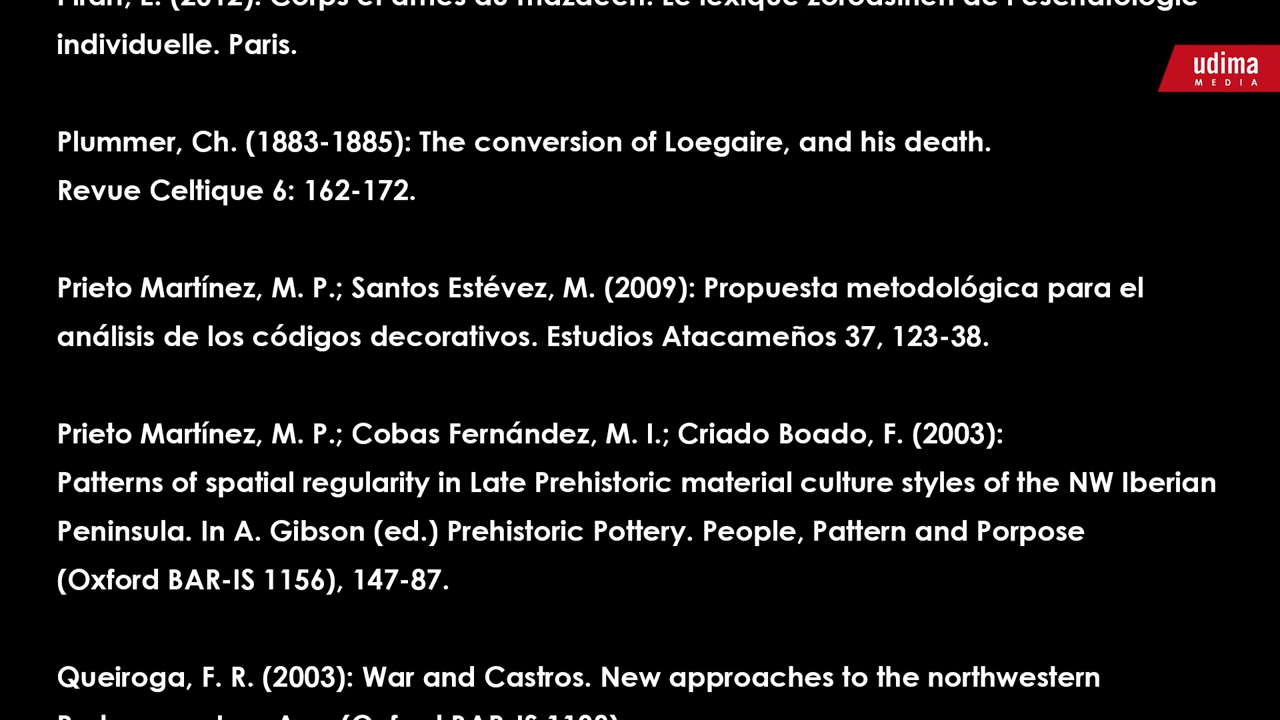 individuelle. Paris.
udima
MEDIA
Plummer, Ch. (1883-1885): The conversion of Loegaire, and his death.
Revue Celtique 6: 162-172.
Prieto Martínez, M. P.; Santos Estévez, M. (2009): Propuesta metodológica para el
análisis de los códigos decorativos. Estudios Atacameños 37, 123-38.
Prieto Martínez, M. P.; Cobas Fernández, M. I.; Criado Boado, F. (2003):
Patterns of spatial regularity in Late Prehistoric material culture styles of the NW Iberian
Peninsula. In A. Gibson (ed.) Prehistoric Pottery. People, Pattern and Porpose
(Oxford BAR-IS 1156), 147-87.
Queiroga, F. R. (2003): War and Castros. New approaches to the northwestern